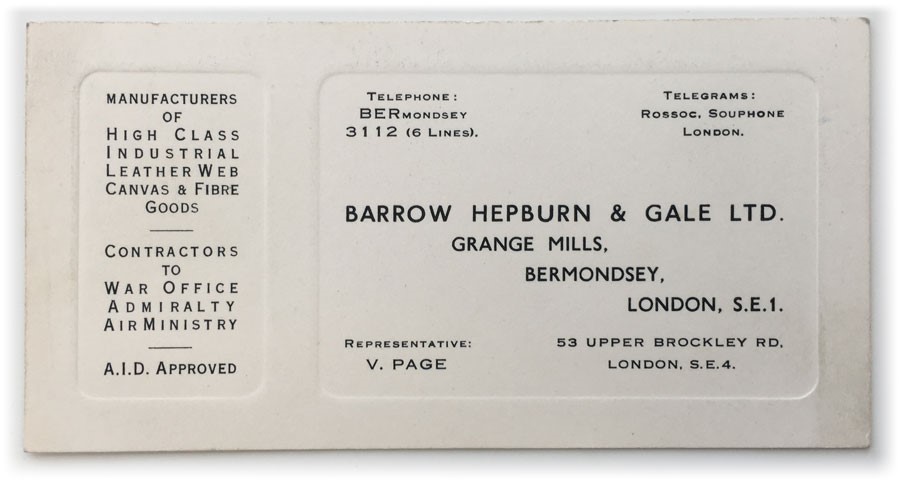 MANUFACTURERS
OF
HIGH CLASS
INDUSTRIAL
LEATHER WEB
CANVAS & FIBRE
GOODS
CONTRACTORS
TO
WAR OFFICE
ADMIRALTY
AIR MINISTRY
A.I.D. APPROVED
TELEPHONE:
BERMONDSEY
3112 (6 LINES).
TELEGRAMS:
ROSSOC, SOUPHONE
LONDON.
BARROW HEPBURN & GALE LTD.
GRANGE MILLS,
BERMONDSEY,
LONDON, S.E.1.
REPRESENTATIVE:
V. PAGE
53 UPPER BROCKLEY RD,
LONDON, S.E.4.